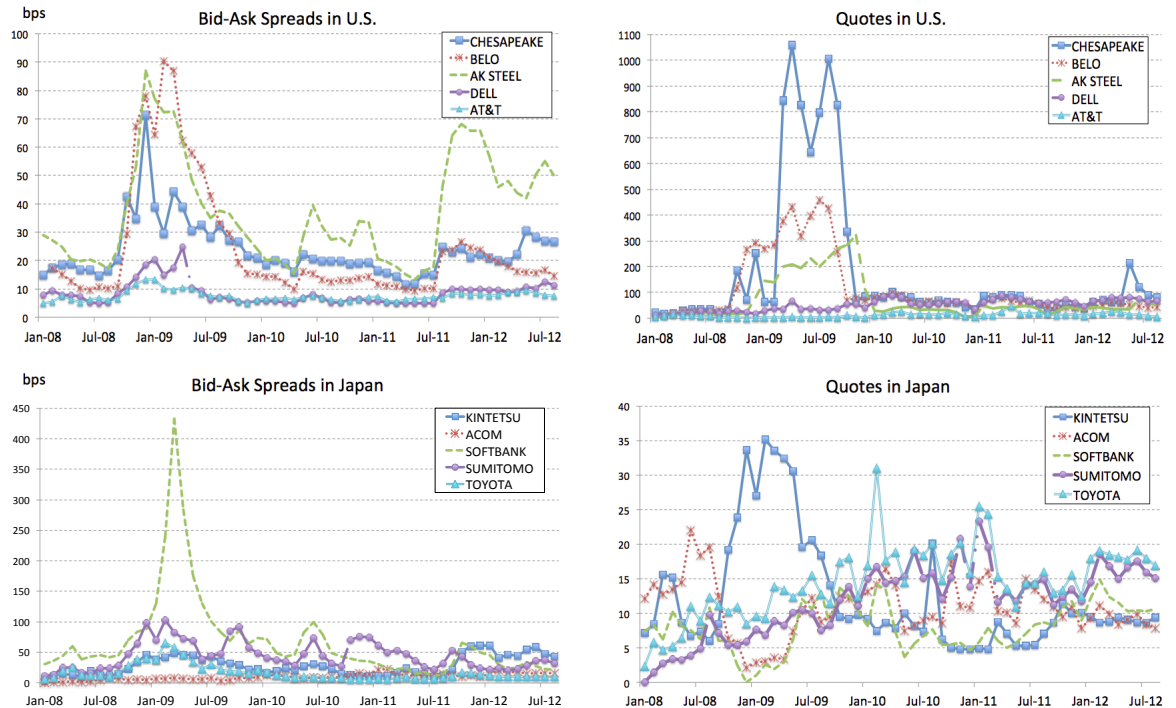 bps
Bid-Ask Spreads in U.S.
100
90
80
70
60
50
40
30
20
10
0
CHESAPEAKE
BELO
AK STEEL
DELL
AT&T
Jan-08 Jul-08 Jan-09 Jul-09 Jan-10 Jul-10 Jan-11 Jul-11 Jan-12 Jul-12
Quotes in U.S.
1100
1000
900
800
700
600
500
400
300
200
100
0
CHESAPEAKE
BELO
AK STEEL
DELL
AT&T
Jan-08 Jul-08 Jan-09 Jul-09 Jan-10 Jul-10 Jan-11 Jul-11 Jan-12 Jul-12
bps
Bid-Ask Spreads in Japan
450
400
350
300
250
200
150
100
50
0
KINTETSU
ACOM
SOFTBANK
SUMITOMO
TOYOTA
Jan-08 Jul-08 Jan-09 Jul-09 Jan-10 Jul-10 Jan-11 Jul-11 Jan-12 Jul-12
Quotes in Japan
40
35
30
25
20
15
10
5
0
KINTETSU
ACOM
SOFTBANK
SUMITOMO
TOYOTA
Jan-08 Jul-08 Jan-09 Jul-09 Jan-10 Jul-10 Jan-11 Jul-11 Jan-12 Jul-12